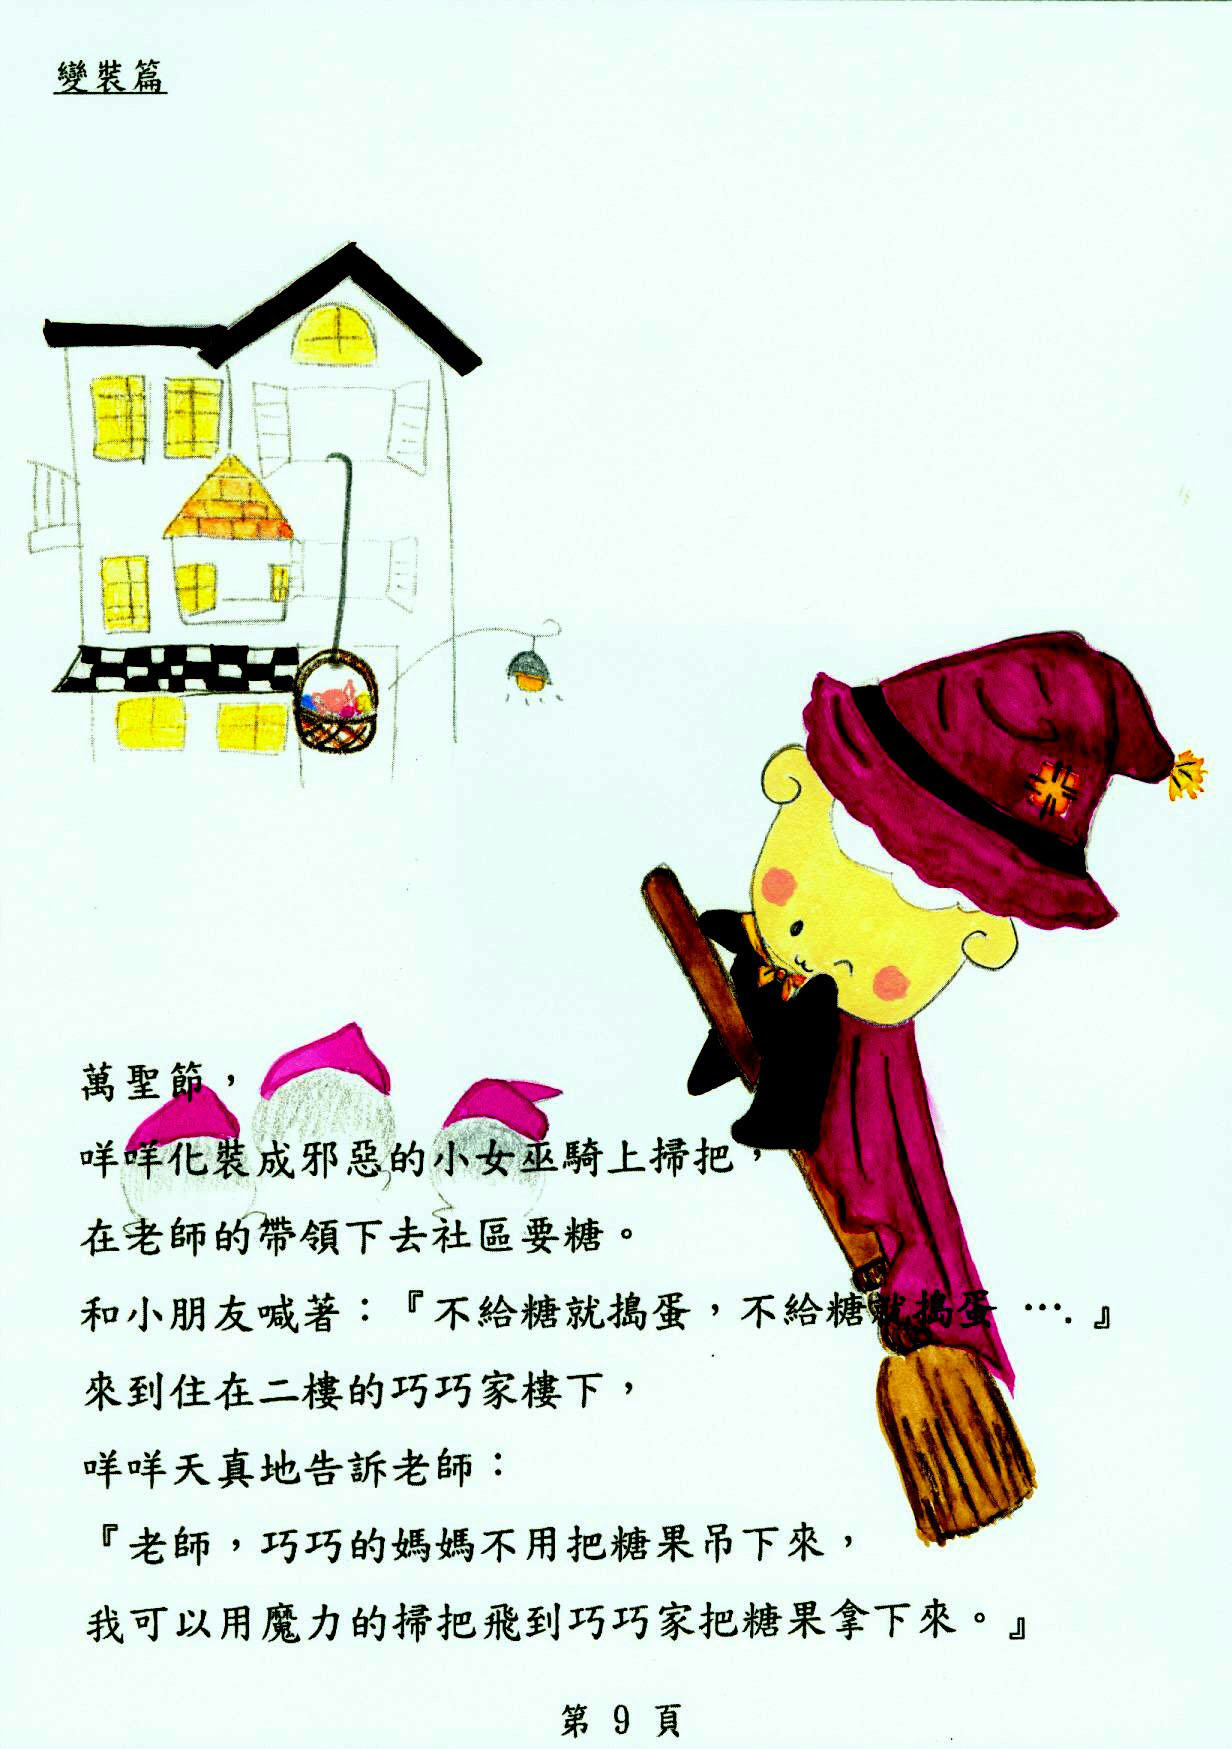 變裝篇
萬聖節，
咩咩化裝成邪惡的小女巫騎上掃把，
在老師的帶領下去社區要糖。
和小朋友喊著：『不給糖就搗蛋，不給糖就搗蛋 ….』
來到住在二樓的巧巧家樓下，
咩咩天真地告訴老師：
『老師，巧巧的媽媽不用把糖果吊下來，
我可以用魔力的掃把飛到巧巧家把糖果拿下來。』
第 9 頁